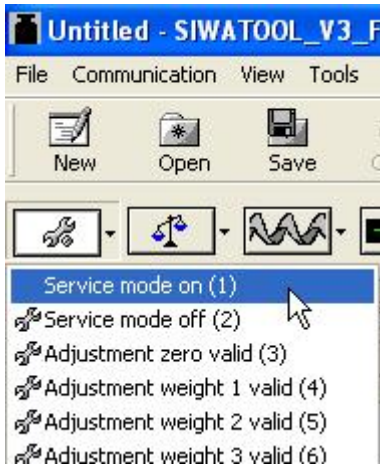 Untitled - SIWATOOL_V3_F
File Communication View Tools
New Open Save
Service mode on (1)
Service mode off (2)
Adjustment zero valid (3)
Adjustment weight 1 valid (4)
Adjustment weight 2 valid (5)
Adjustment weight 3 valid (6)